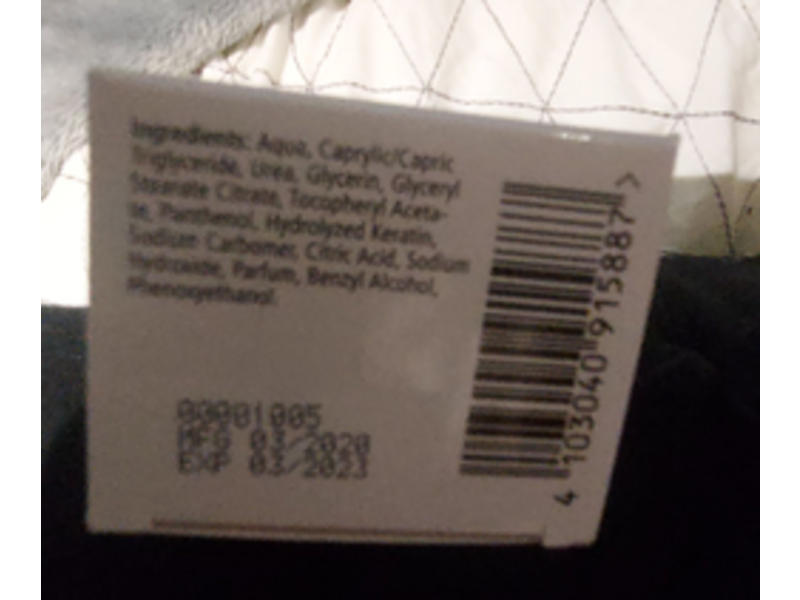 Ingredients: Aqua, Caprylic/Capric
Triglyceride, Urea, Glycerin, Glyceryl
Stearate Citrate, Tocopheryl Aceta-
te, Panthenol, Hydrolyzed Keratin,
Sodium Carbomer, Citric Acid, Sodium
Hydroxide, Parfum, Benzyl Alcohol,
Phenoxyethanol.
00001005
MFG 03/2020
EXP 03/2023
4 103040 915887 >